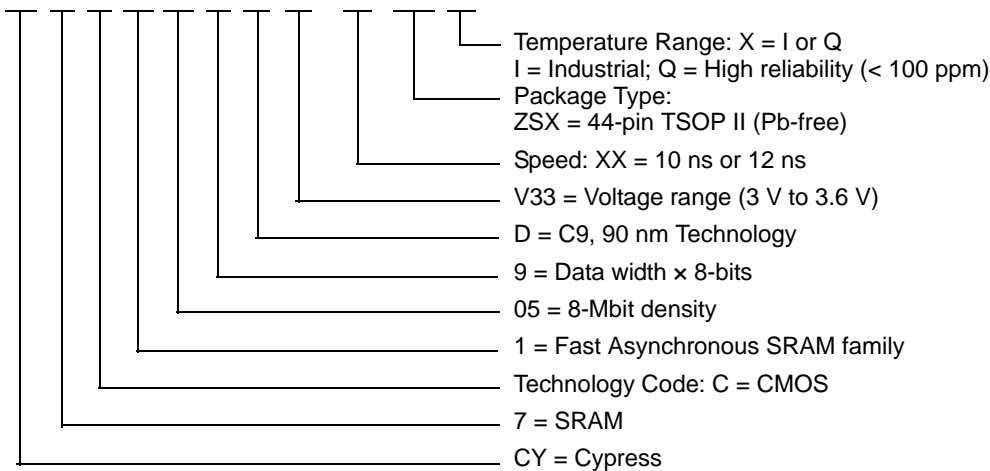 Temperature Range: X = I or Q
I = Industrial; Q = High reliability (< 100 ppm)
Package Type:
ZSX = 44-pin TSOP II (Pb-free)
Speed: XX = 10 ns or 12 ns
V33 = Voltage range (3 V to 3.6 V)
D = C9, 90 nm Technology
9 = Data width × 8-bits
05 = 8-Mbit density
1 = Fast Asynchronous SRAM family
Technology Code: C = CMOS
7 = SRAM
CY = Cypress